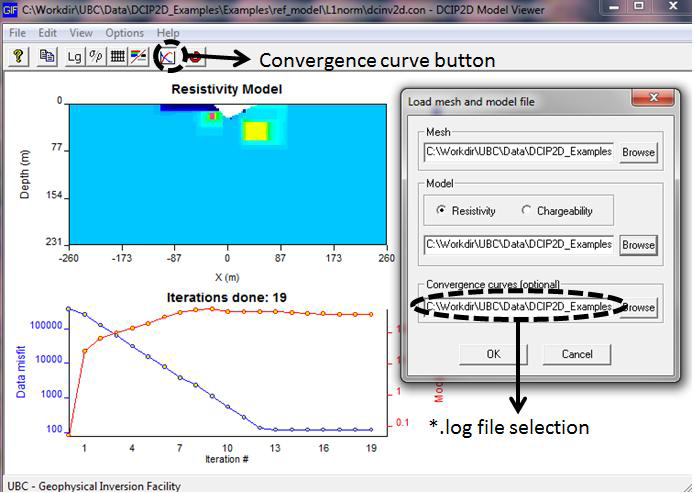 GIF C:\Workdir\UBC\Data\DCIP2D_Examples\Examples\ref_model\L1norm\dcinv2d.con - DCIP2D Model Viewer
File Edit View Options Help
? Lg σ/ρ
Convergence curve button
Resistivity Model
Depth (m)
0
77
154
231
-260 -173 -87 0 87 173 260
X (m)
Iterations done: 19
Data misfit
100000
10000
1000
100
0.1
1 4 7 10 13 16 19
Iteration #
Load mesh and model file
Mesh
C:\Workdir\UBC\Data\DCIP2D_Examples
Browse
Model
Resistivity Chargeability
C:\Workdir\UBC\Data\DCIP2D_Examples
Browse
Convergence curves (optional)
C:\Workdir\UBC\Data\DCIP2D_Examples
Browse
OK Cancel
*.log file selection
UBC - Geophysical Inversion Facility